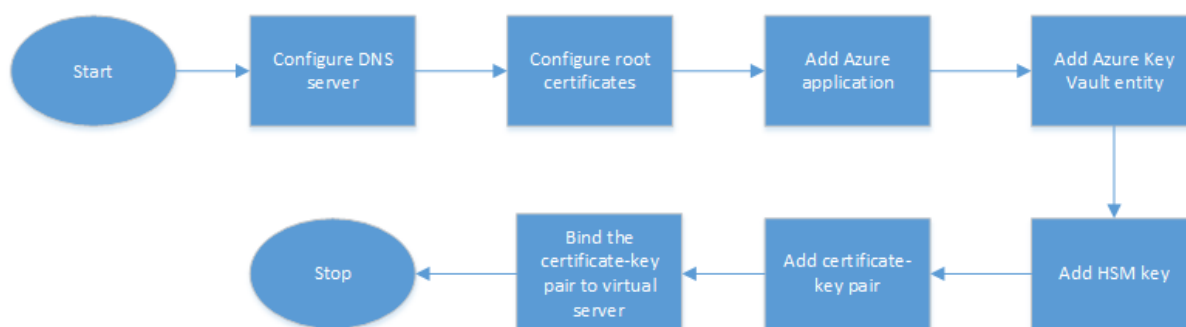 Start
Configure DNS
server
Configure root
certificates
Add Azure
application
Add Azure Key
Vault entity
Stop
Bind the
certificate-key
pair to virtual
server
Add certificate-
key pair
Add HSM key